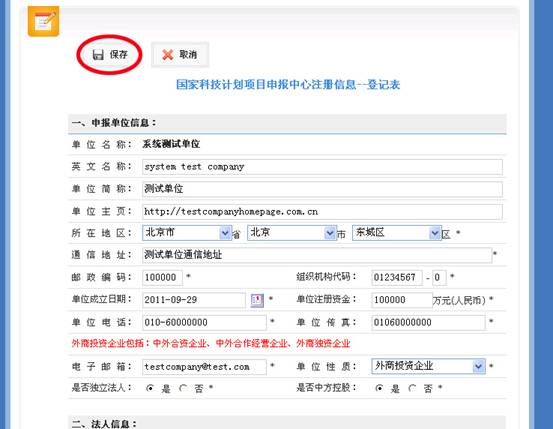 保存 取消
国家科技计划项目申报中心注册信息--登记表
一、申报单位信息：
单位名称： 系统测试单位
英文名称： system test company
单位简称： 测试单位
单位主页： http://testcompanyhomepage.com.cn
所在地区： 北京市 省 北京 市 东城区 区 *
通信地址： 测试单位通信地址 *
邮政编码： 100000 * 组织机构代码： 01234567 - 0 *
单位成立日期： 2011-09-29 * 单位注册资金： 100000 万元(人民币) *
单位电话： 010-60000000 * 单位传真： 01060000000 *
外商投资企业包括：中外合资企业、中外合作经营企业、外商独资企业
电子邮箱： testcompany@test.com * 单位性质： 外商投资企业 *
是否独立法人： 是 否 * 是否中方控股： 是 否 *
二、法人信息：